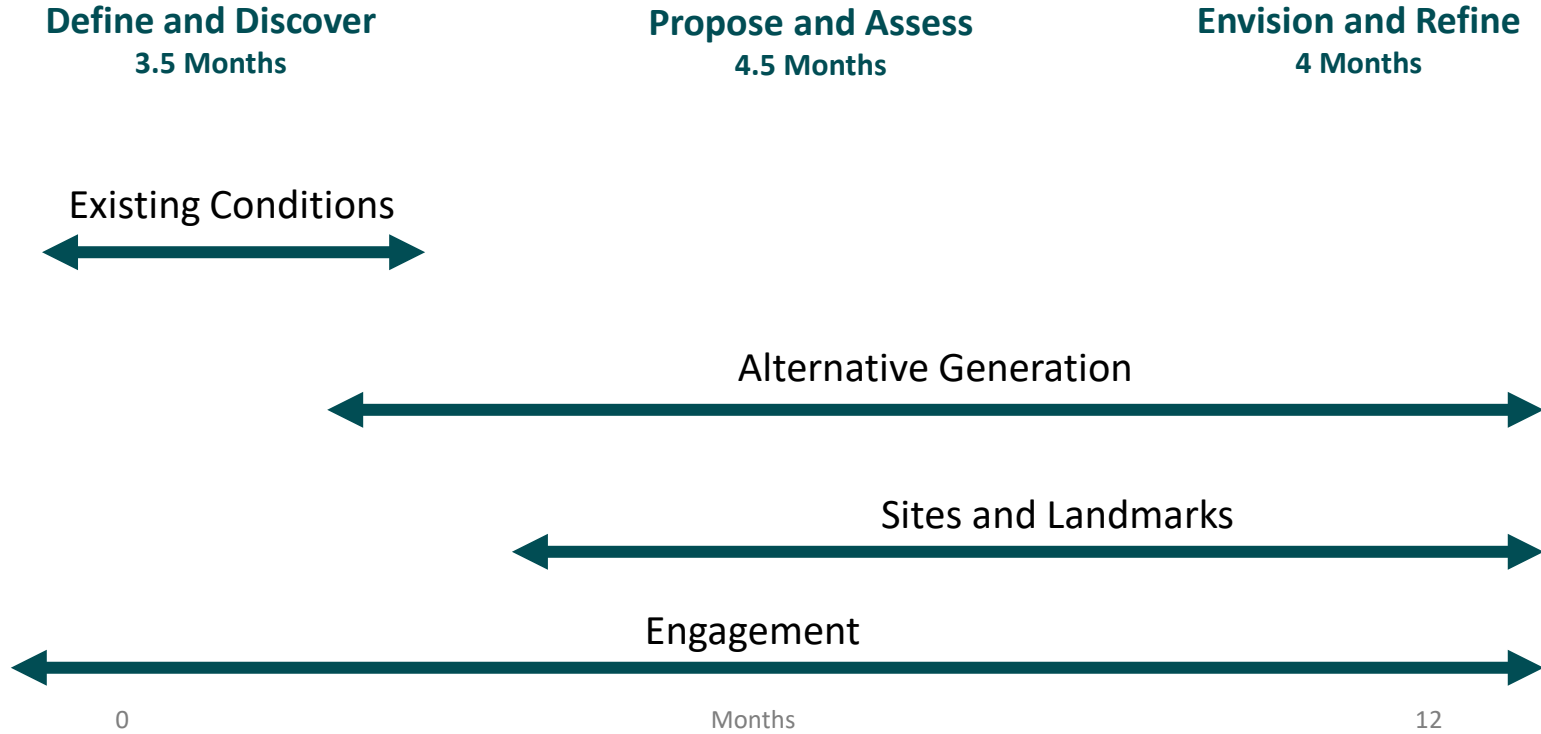 Define and Discover
3.5 Months
Propose and Assess
4.5 Months
Envision and Refine
4 Months
Existing Conditions
Alternative Generation
Sites and Landmarks
Engagement
0 Months 12